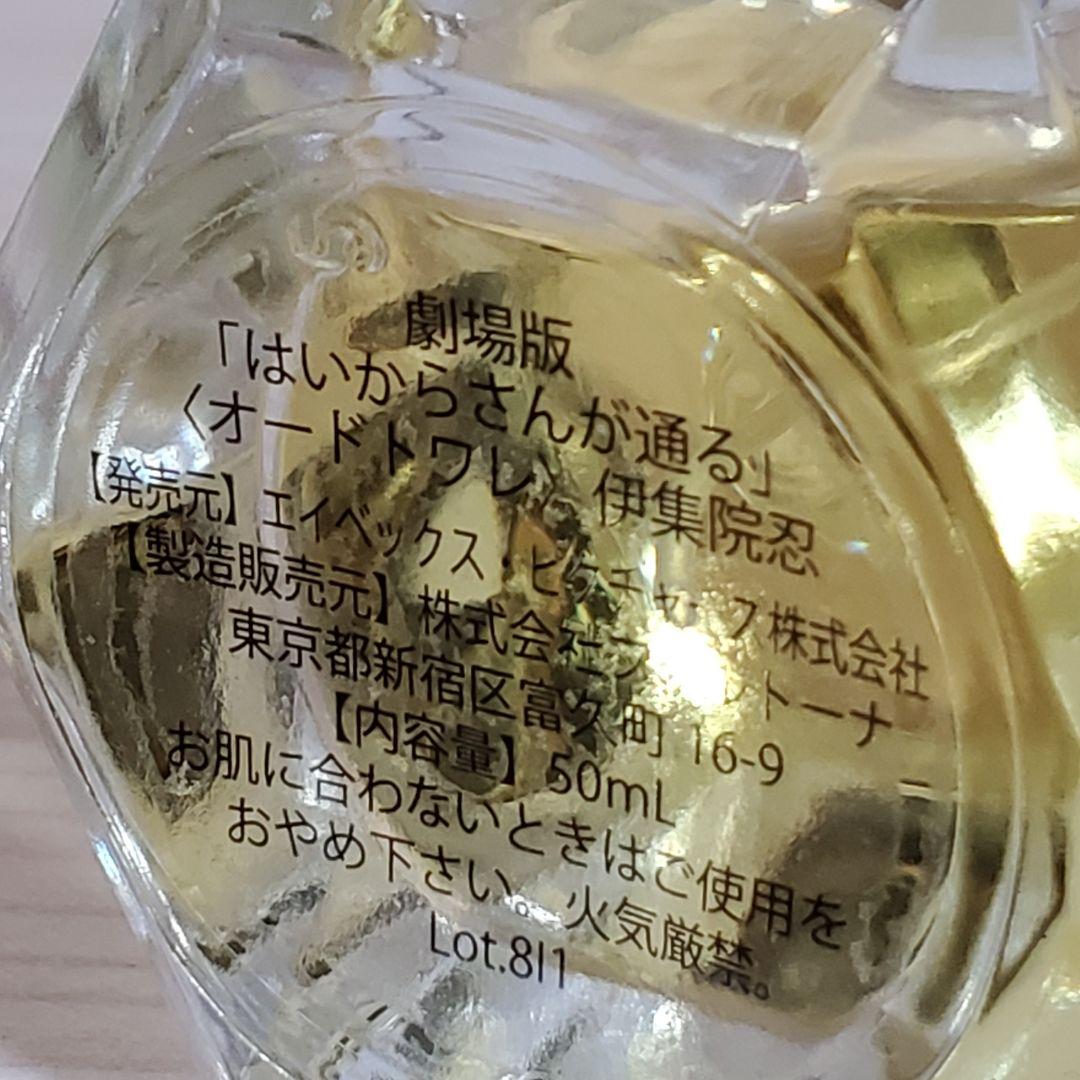 劇場版
「はいからさんが通る」
〈オードトワレ〉伊集院忍
【発売元】エイベックス・ピクチャーズ株式会社
【製造販売元】株式会社
東京都新宿区富久町 16-9
【内容量】50mL
お肌に合わないときはご使用を
おやめ下さい。火気厳禁。
Lot.8I1